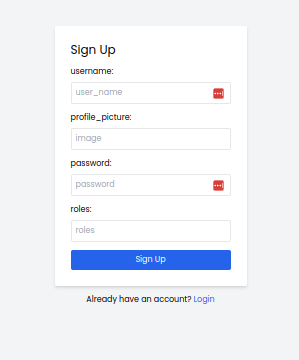 Sign Up
username:
user_name
profile_picture:
image
password:
password
roles:
roles
Sign Up
Already have an account? Login